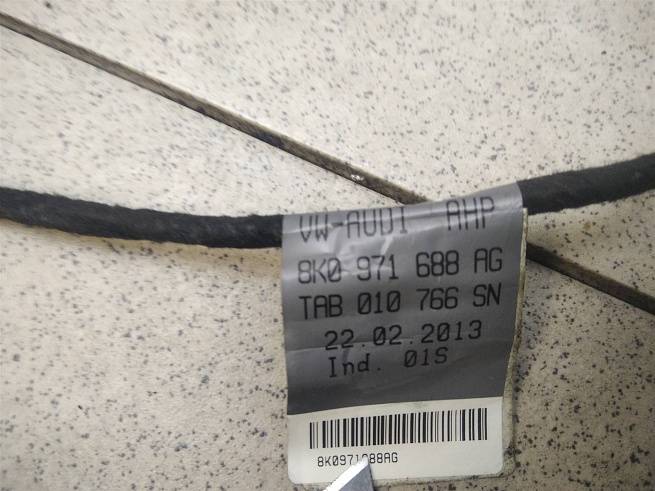 VW-AUDI AHP
8K0 971 688 AG
TAB 010 766 SN
22.02.2013
Ind. 01S
8K0971688AG